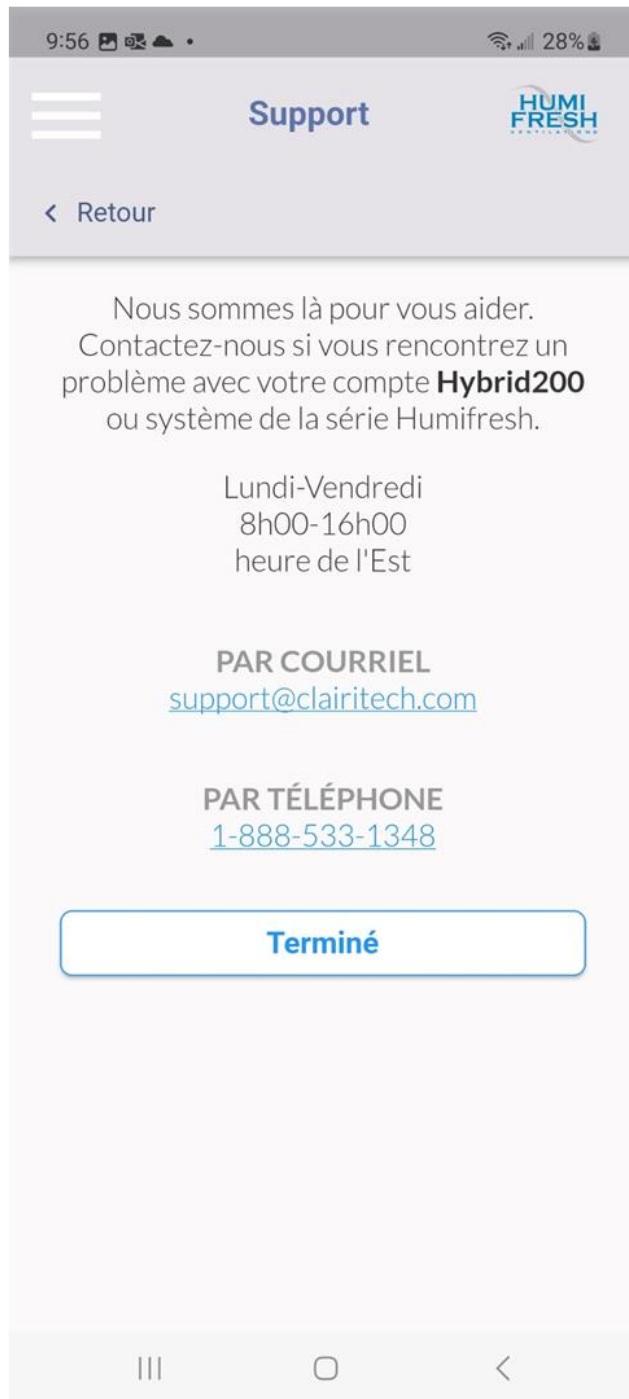 9:56
28%
Support
HUMI
FRESH
VENTILATIONS
Retour
Nous sommes là pour vous aider.
Contactez-nous si vous rencontrez un
problème avec votre compte Hybrid200
ou système de la série Humifresh.
Lundi-Vendredi
8h00-16h00
heure de l'Est
PAR COURRIEL
support@clairitech.com
PAR TÉLÉPHONE
1-888-533-1348
Terminé